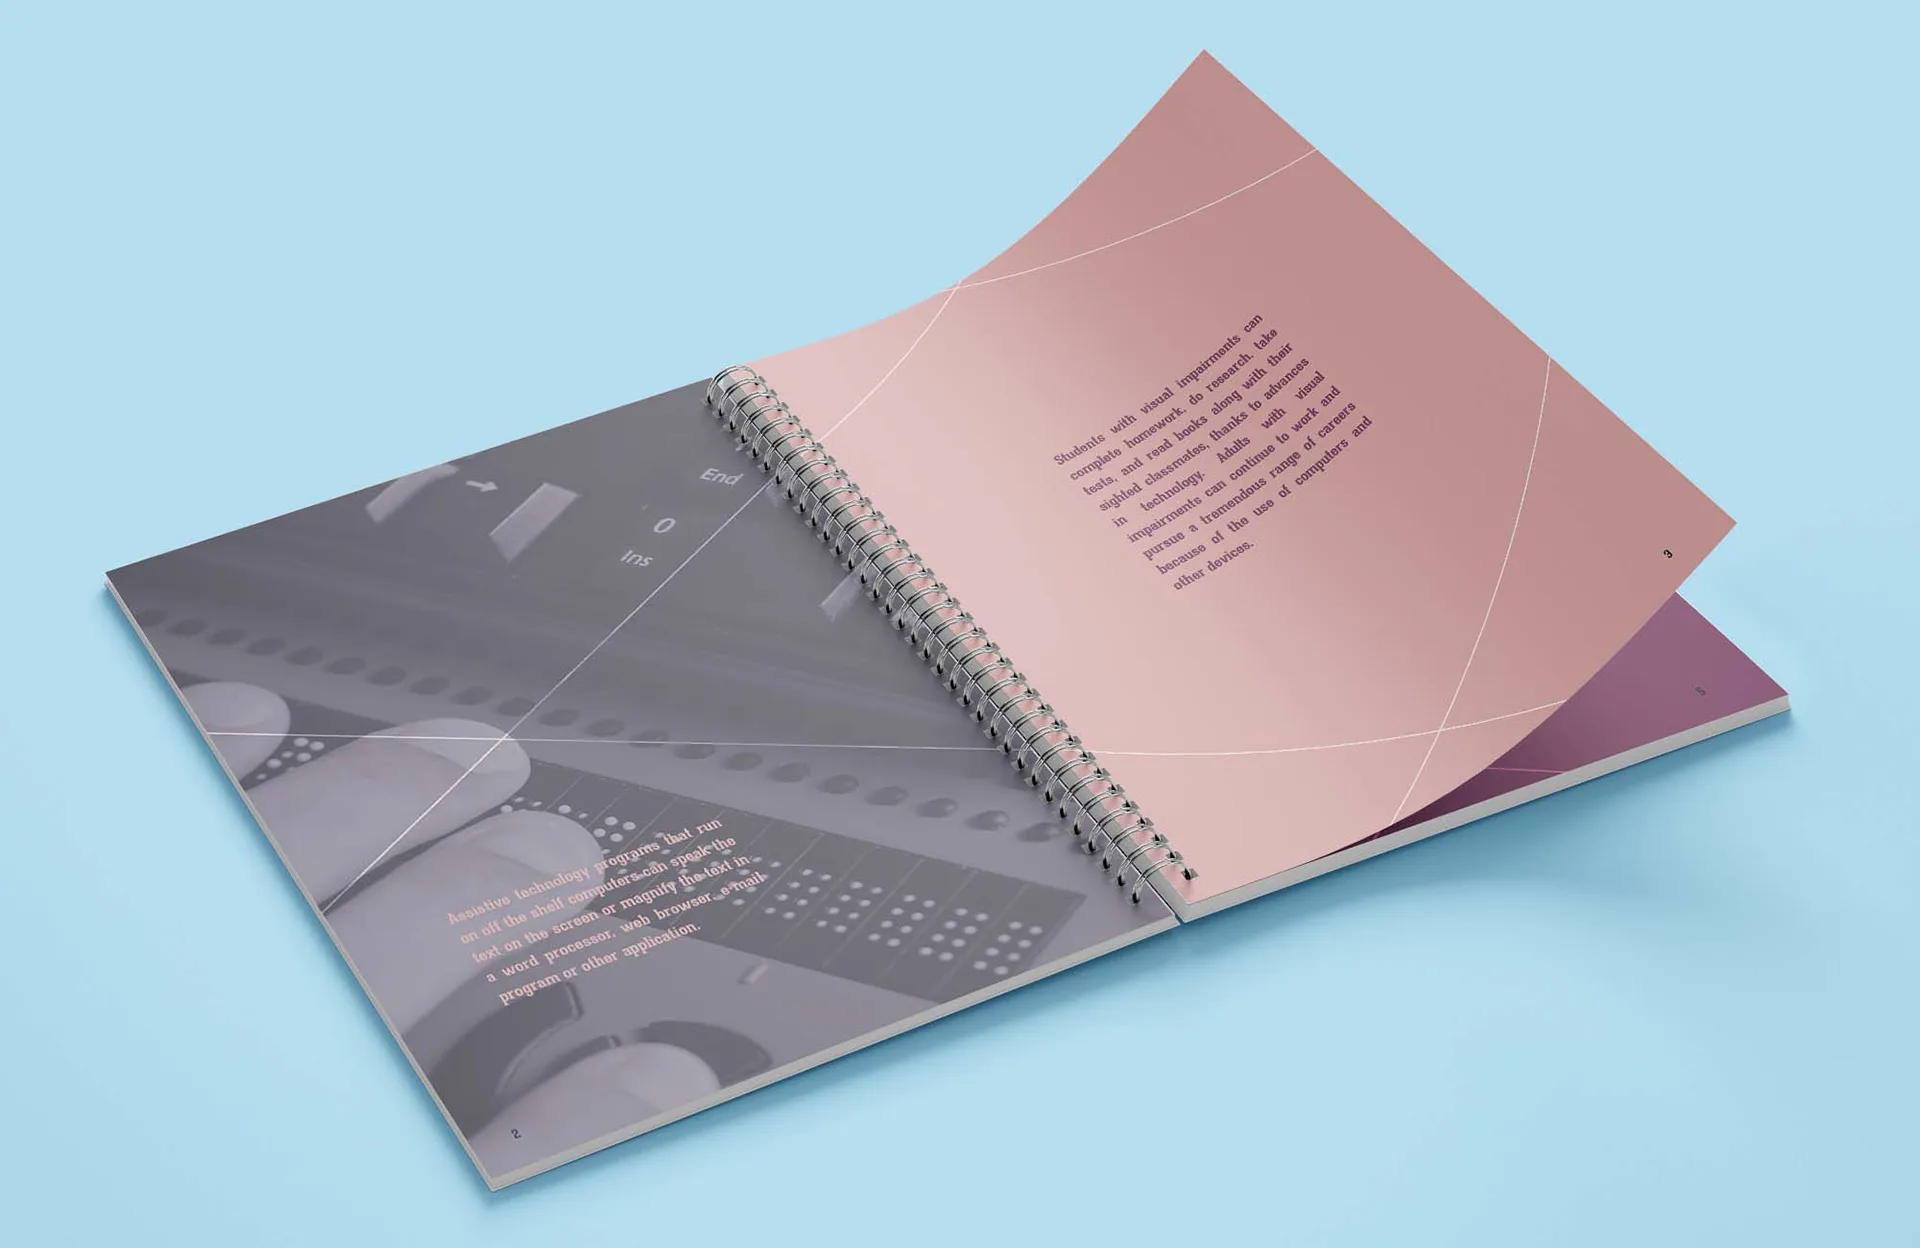 End
0
Ins
Assistive technology programs that run
on off the shelf computers can speak the
text on the screen or magnify the text in
a word processor, web browser, e-mail
program or other application.
2
Students with visual impairments can
complete homework, do research, take
tests, and read books along with their
sighted classmates, thanks to advances
in technology. Adults with visual
impairments can continue to work and
pursue a tremendous range of careers
because of the use of computers and
other devices.
3
5